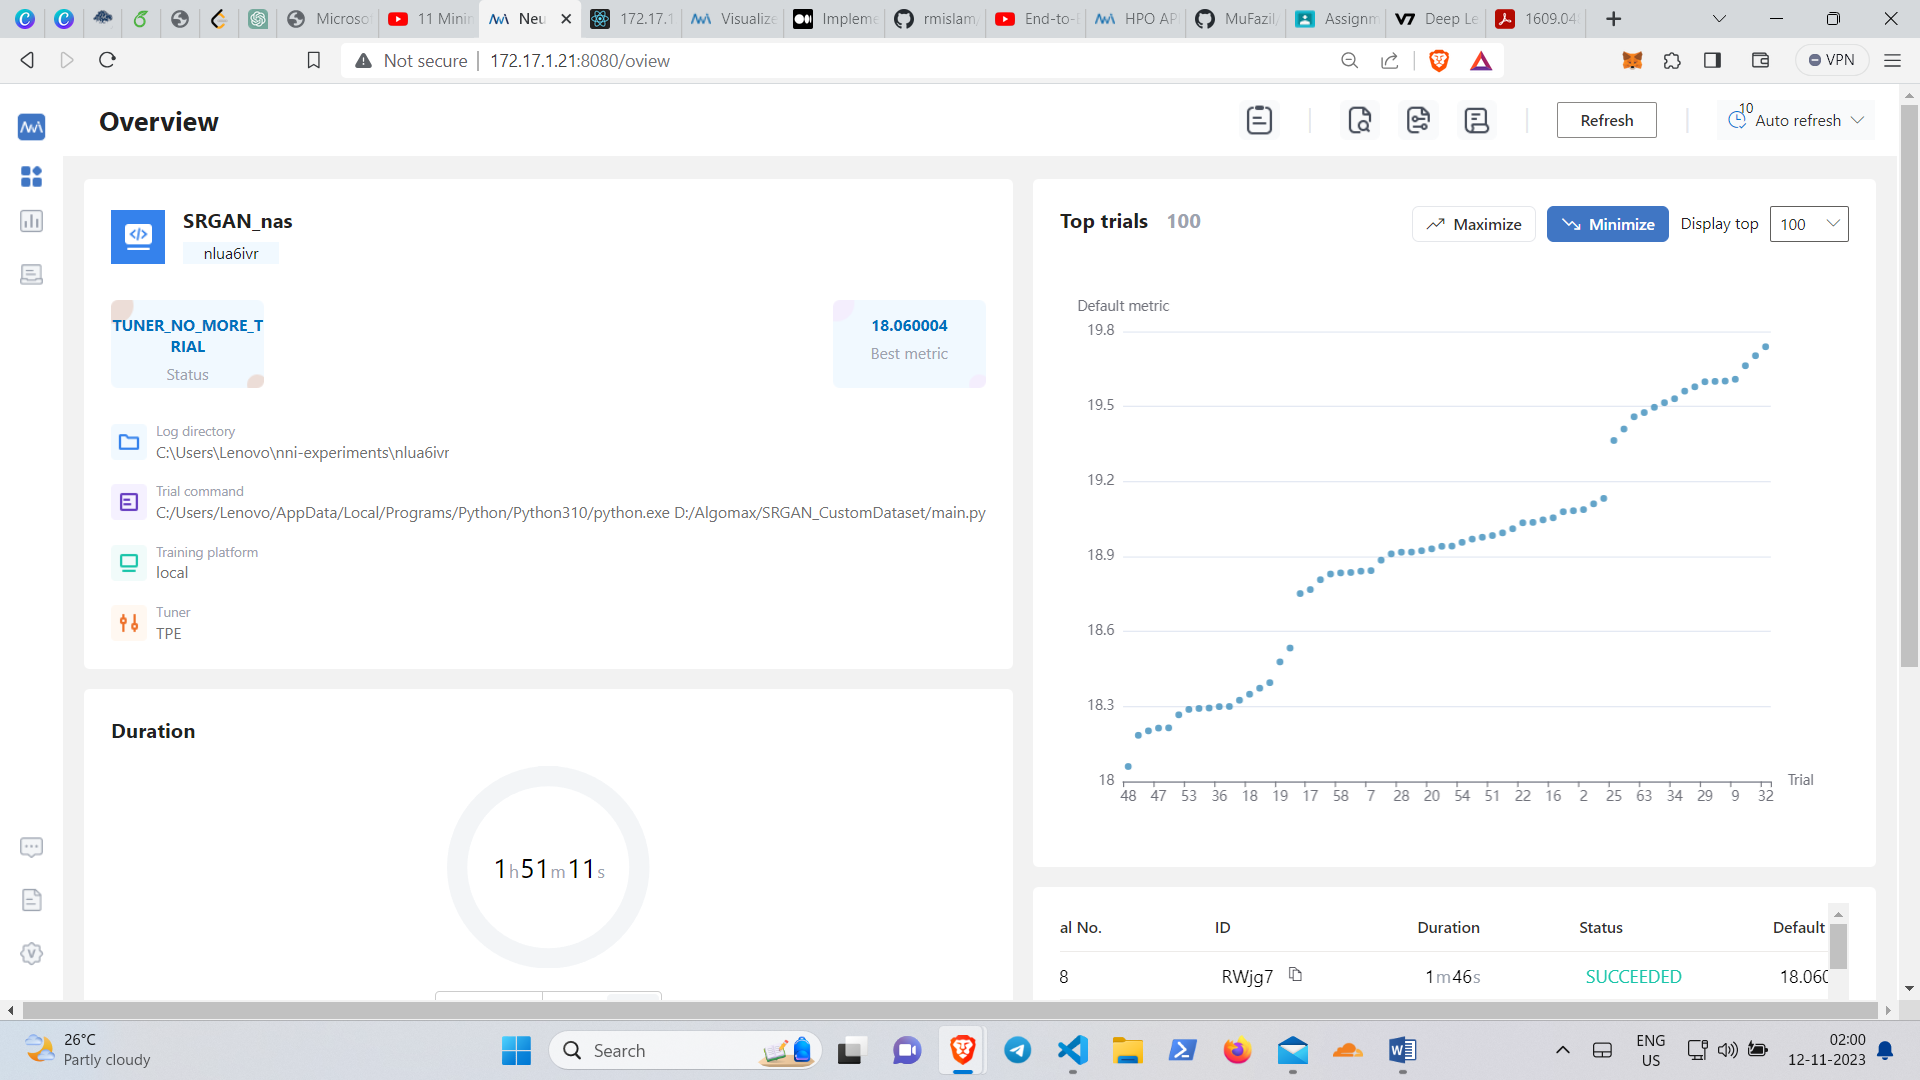 Microsof
11 Minin
Neu
172.17.1
Visualize
Impleme
rmislam/
End-to-E
HPO AP
MuFazil/
Assignm
Deep Le
1609.04
Not secure
172.17.1.21:8080/oview
VPN
Overview
Refresh
10
Auto refresh
SRGAN_nas
nlua6ivr
TUNER_NO_MORE_T
RIAL
Status
18.060004
Best metric
Log directory
C:\Users\Lenovo\nni-experiments\nlua6ivr
Trial command
C:/Users/Lenovo/AppData/Local/Programs/Python/Python310/python.exe D:/Algomax/SRGAN_CustomDataset/main.py
Training platform
local
Tuner
TPE
Duration
1h51m11s
Top trials 100
Maximize
Minimize
Display top
100
Default metric
19.8
19.5
19.2
18.9
18.6
18.3
18
48 47 53 36 18 19 17 58 7 28 20 54 51 22 16 2 25 63 34 29 9 32
Trial
al No. ID Duration Status Default
8 RWjg7 1m46s SUCCEEDED 18.060
26°C
Partly cloudy
Search
ENG
US
02:00
12-11-2023